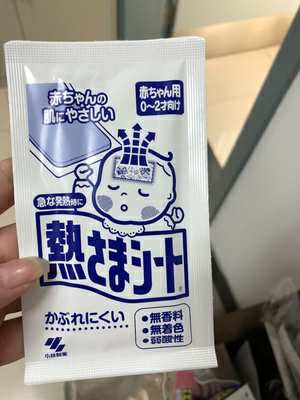 赤ちゃんの
肌にやさしい
赤ちゃん用
0〜2才向け
急な発熱時に
熱さまシート®
かぶれにくい
●無香料
●無着色
●弱酸性
小林製薬